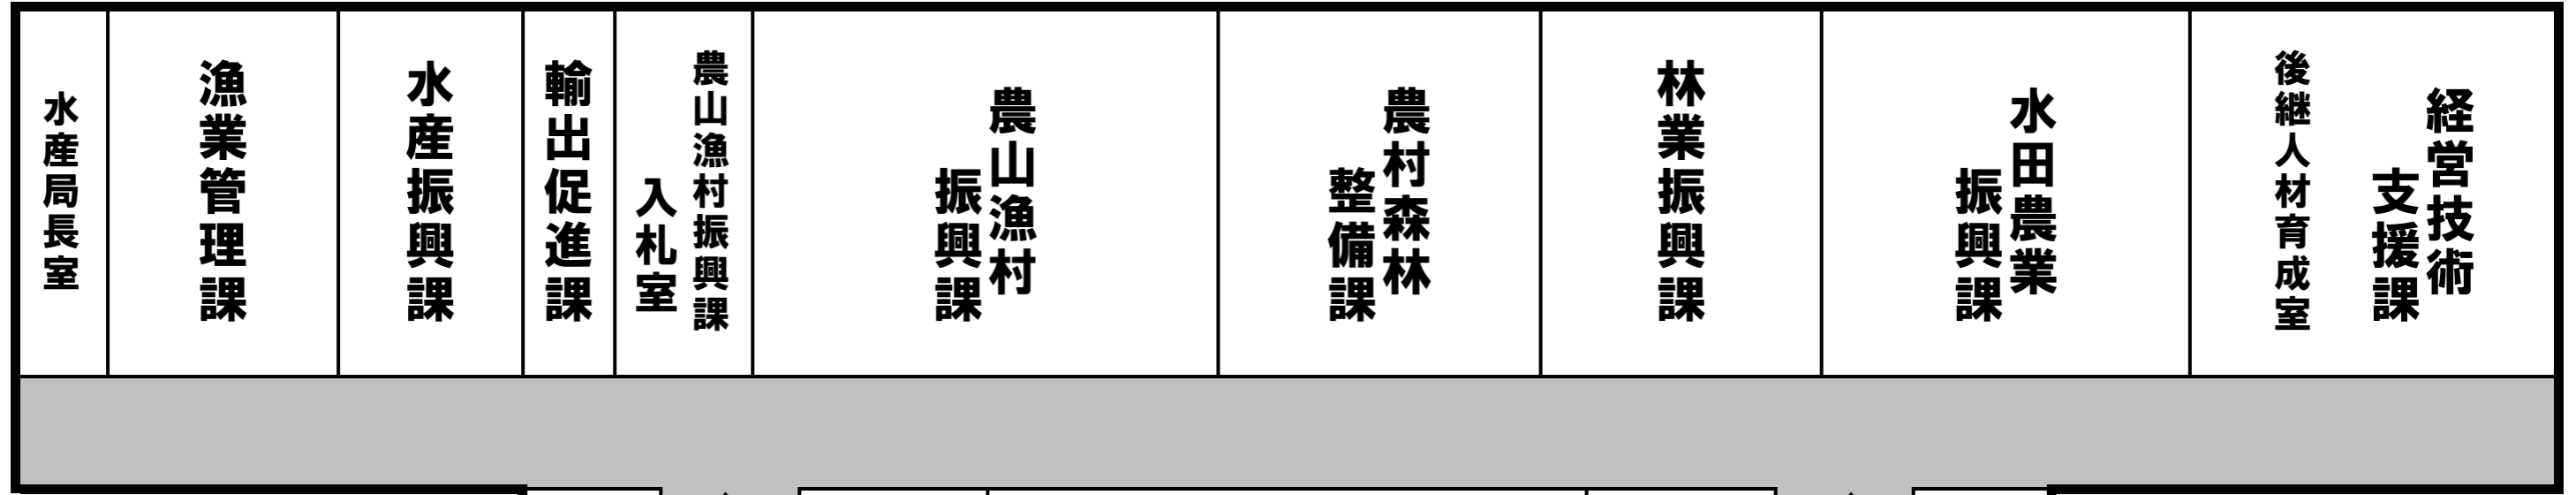 水産局長室
漁業管理課
水産振興課
輸出促進課
農山漁村振興課
入札室
農山漁村
振興課
農村森林
整備課
林業振興課
水田農業
振興課
経営技術
支援課
後継人材育成室